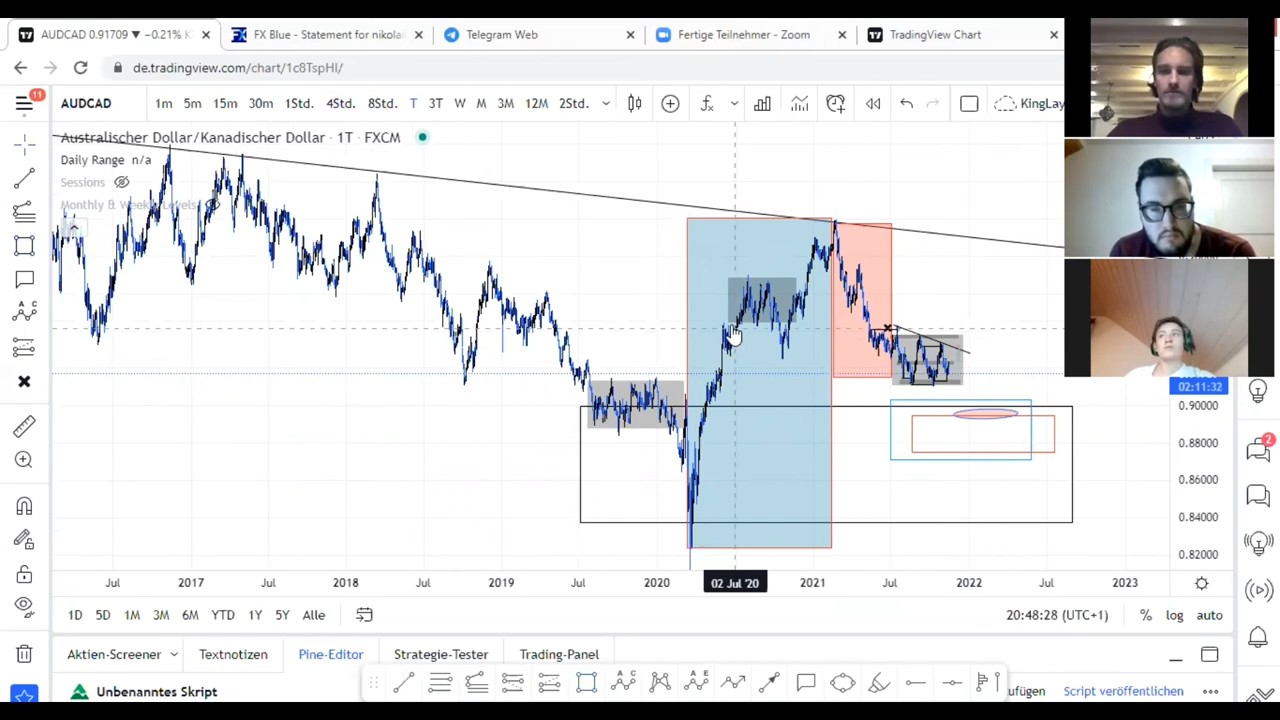 AUDCAD 0.91709 ▼ −0.21% K
FX Blue - Statement for nikolai
Telegram Web
Fertige Teilnehmer - Zoom
TradingView Chart
de.tradingview.com/chart/1c8TspHI/
11
AUDCAD
1m 5m 15m 30m 1Std. 4Std. 8Std. T 3T W M 3M 12M 2Std.
KingLay
Australischer Dollar/Kanadischer Dollar · 1T · FXCM
Daily Range n/a
Sessions
Monthly & Weekly Levels
02:11:32
0.90000
0.88000
0.86000
0.84000
0.82000
2
Jul 2017 Jul 2018 Jul 2019 Jul 2020 02 Jul '20 2021 Jul 2022 Jul 2023
1D 5D 1M 3M 6M YTD 1Y 5Y Alle
20:48:28 (UTC+1) % log auto
Aktien-Screener Textnotizen Pine-Editor Strategie-Tester Trading-Panel
Unbenanntes Skript
ufügen
Script veröffentlichen